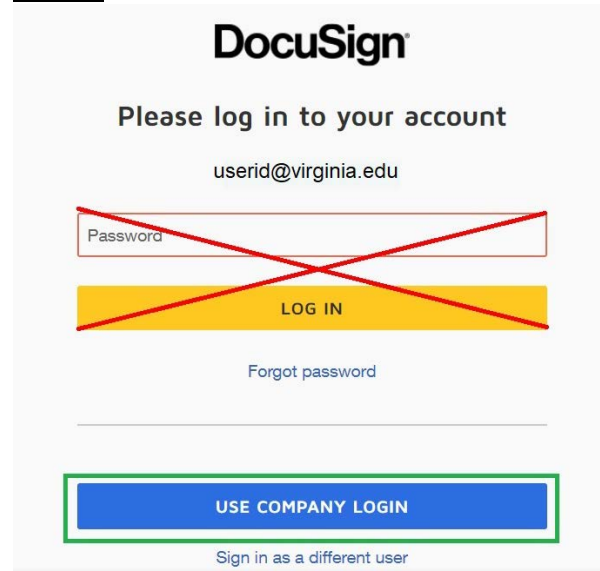 DocuSign
Please log in to your account
userid@virginia.edu
Password
LOG IN
Forgot password
USE COMPANY LOGIN
Sign in as a different user